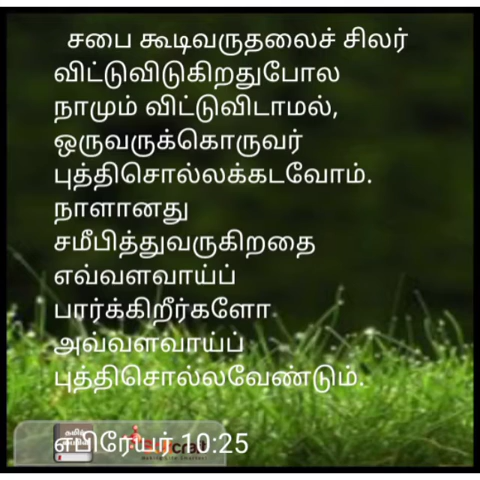 சபை கூடிவருதலைச் சிலர்
விட்டுவிடுகிறதுபோல
நாமும் விட்டுவிடாமல்,
ஒருவருக்கொருவர்
புத்திசொல்லக்கடவோம்.
நாளானது
சமீபித்துவருகிறதை
எவ்வளவாய்ப்
பார்க்கிறீர்களோ
அவ்வளவாய்ப்
புத்திசொல்லவேண்டும்.
எபிரேயர் 10:25